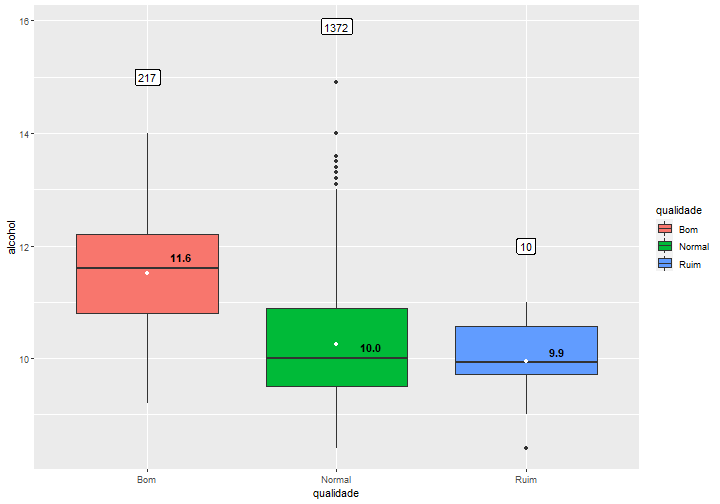 16
1372
217
14
12
10
11.6
10.0
9.9
10
alcohol
Bom
Normal
Ruim
qualidade
qualidade
Bom
Normal
Ruim